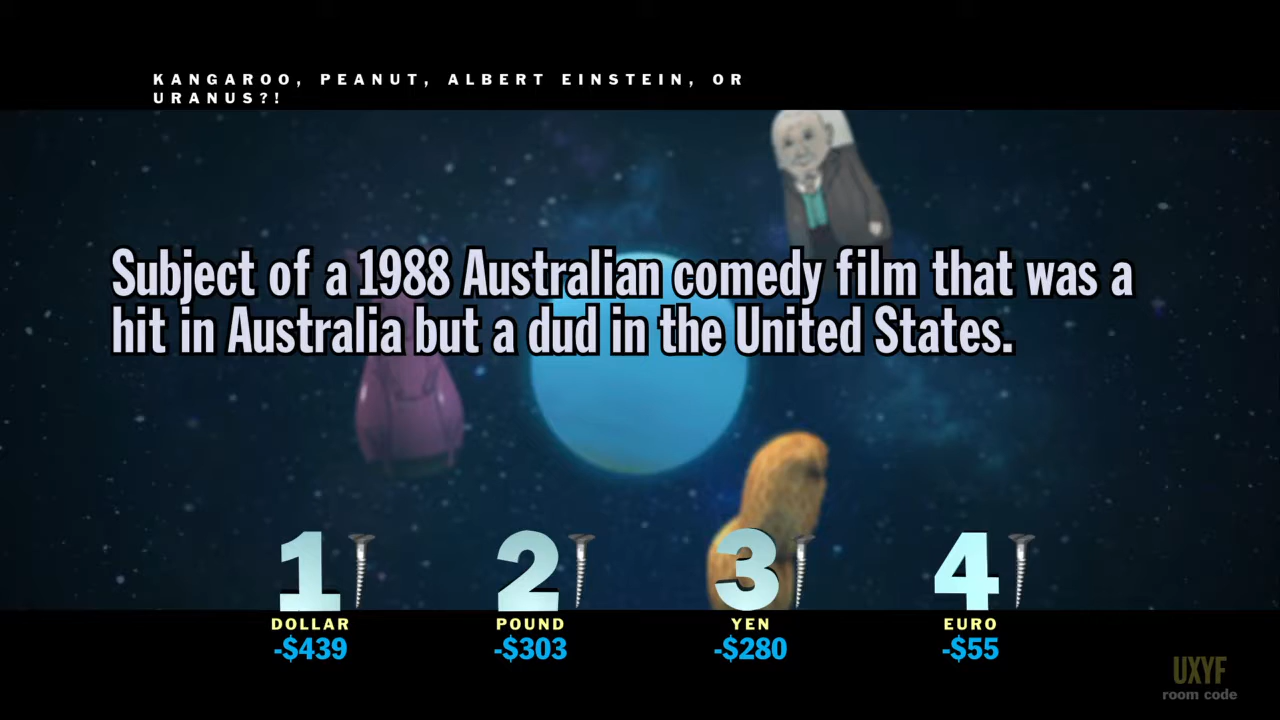 KANGAROO, PEANUT, ALBERT EINSTEIN, OR
URANUS?!
Subject of a 1988 Australian comedy film that was a
hit in Australia but a dud in the United States.
1 2 3 4
DOLLAR POUND YEN EURO
-$439 -$303 -$280 -$55
UXYF
room code